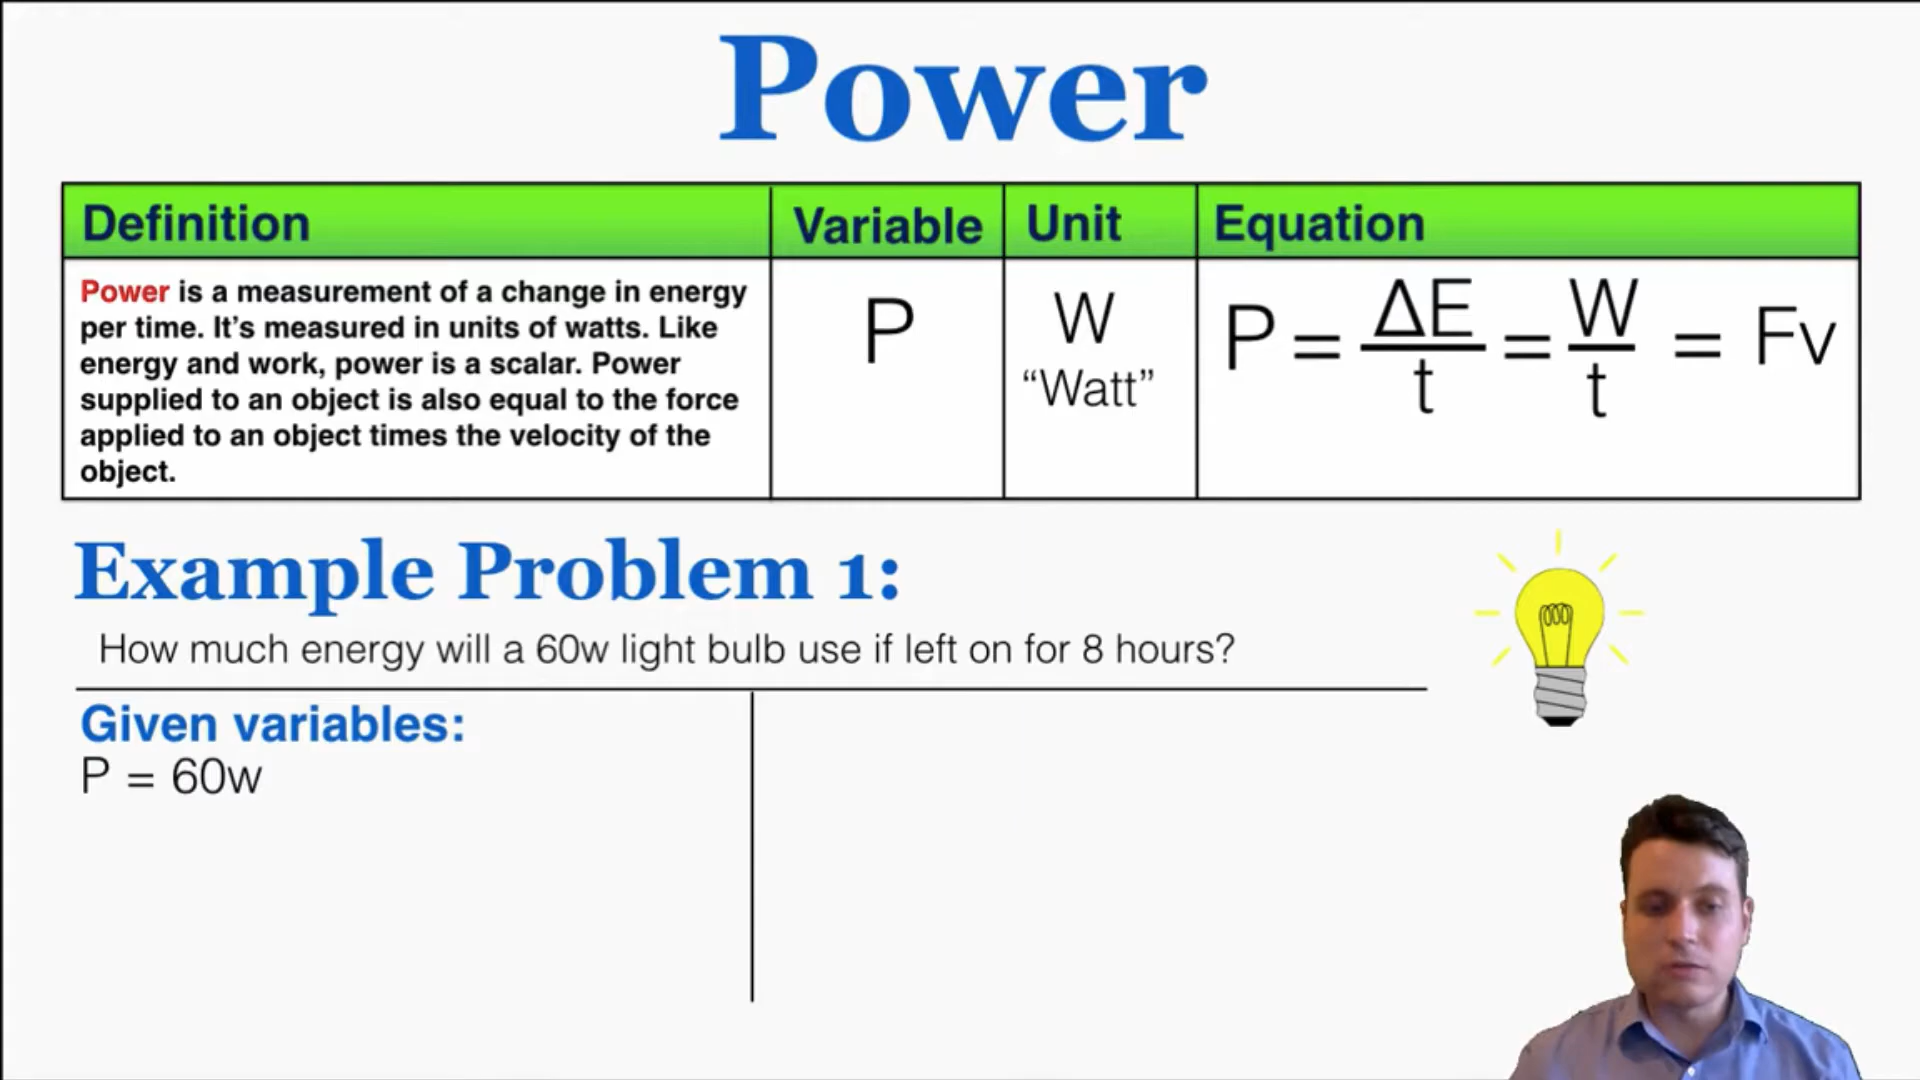 Power
Definition
Variable
Unit
Equation
Power is a measurement of a change in energy
per time. It’s measured in units of watts. Like
energy and work, power is a scalar. Power
supplied to an object is also equal to the force
applied to an object times the velocity of the
object.
P
W
“Watt”
P = ΔE/t = W/t = Fv
Example Problem 1:
How much energy will a 60w light bulb use if left on for 8 hours?
Given variables:
P = 60w